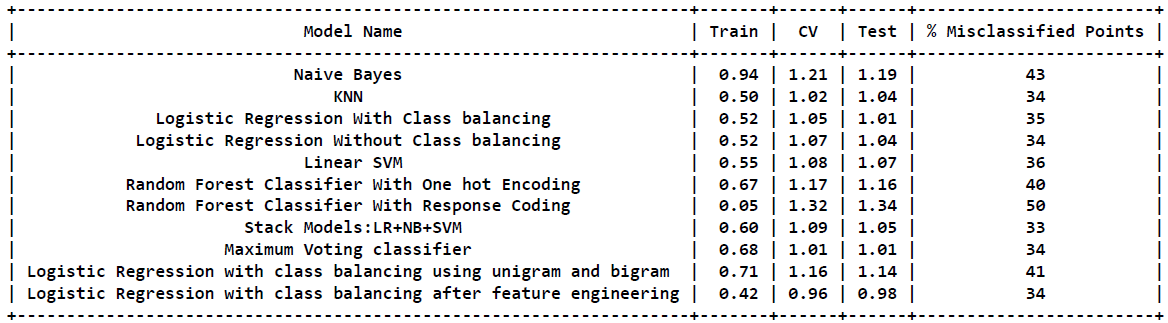 +--------------------------------------------------------------------+-------+------+------+------------------------+
| Model Name | Train | CV | Test | % Misclassified Points |
+--------------------------------------------------------------------+-------+------+------+------------------------+
| Naive Bayes | 0.94 | 1.21 | 1.19 | 43 |
| KNN | 0.50 | 1.02 | 1.04 | 34 |
| Logistic Regression With Class balancing | 0.52 | 1.05 | 1.01 | 35 |
| Logistic Regression Without Class balancing | 0.52 | 1.07 | 1.04 | 34 |
| Linear SVM | 0.55 | 1.08 | 1.07 | 36 |
| Random Forest Classifier With One hot Encoding | 0.67 | 1.17 | 1.16 | 40 |
| Random Forest Classifier With Response Coding | 0.05 | 1.32 | 1.34 | 50 |
| Stack Models:LR+NB+SVM | 0.60 | 1.09 | 1.05 | 33 |
| Maximum Voting classifier | 0.68 | 1.01 | 1.01 | 34 |
| Logistic Regression with class balancing using unigram and bigram | 0.71 | 1.16 | 1.14 | 41 |
| Logistic Regression with class balancing after feature engineering | 0.42 | 0.96 | 0.98 | 34 |
+--------------------------------------------------------------------+-------+------+------+------------------------+